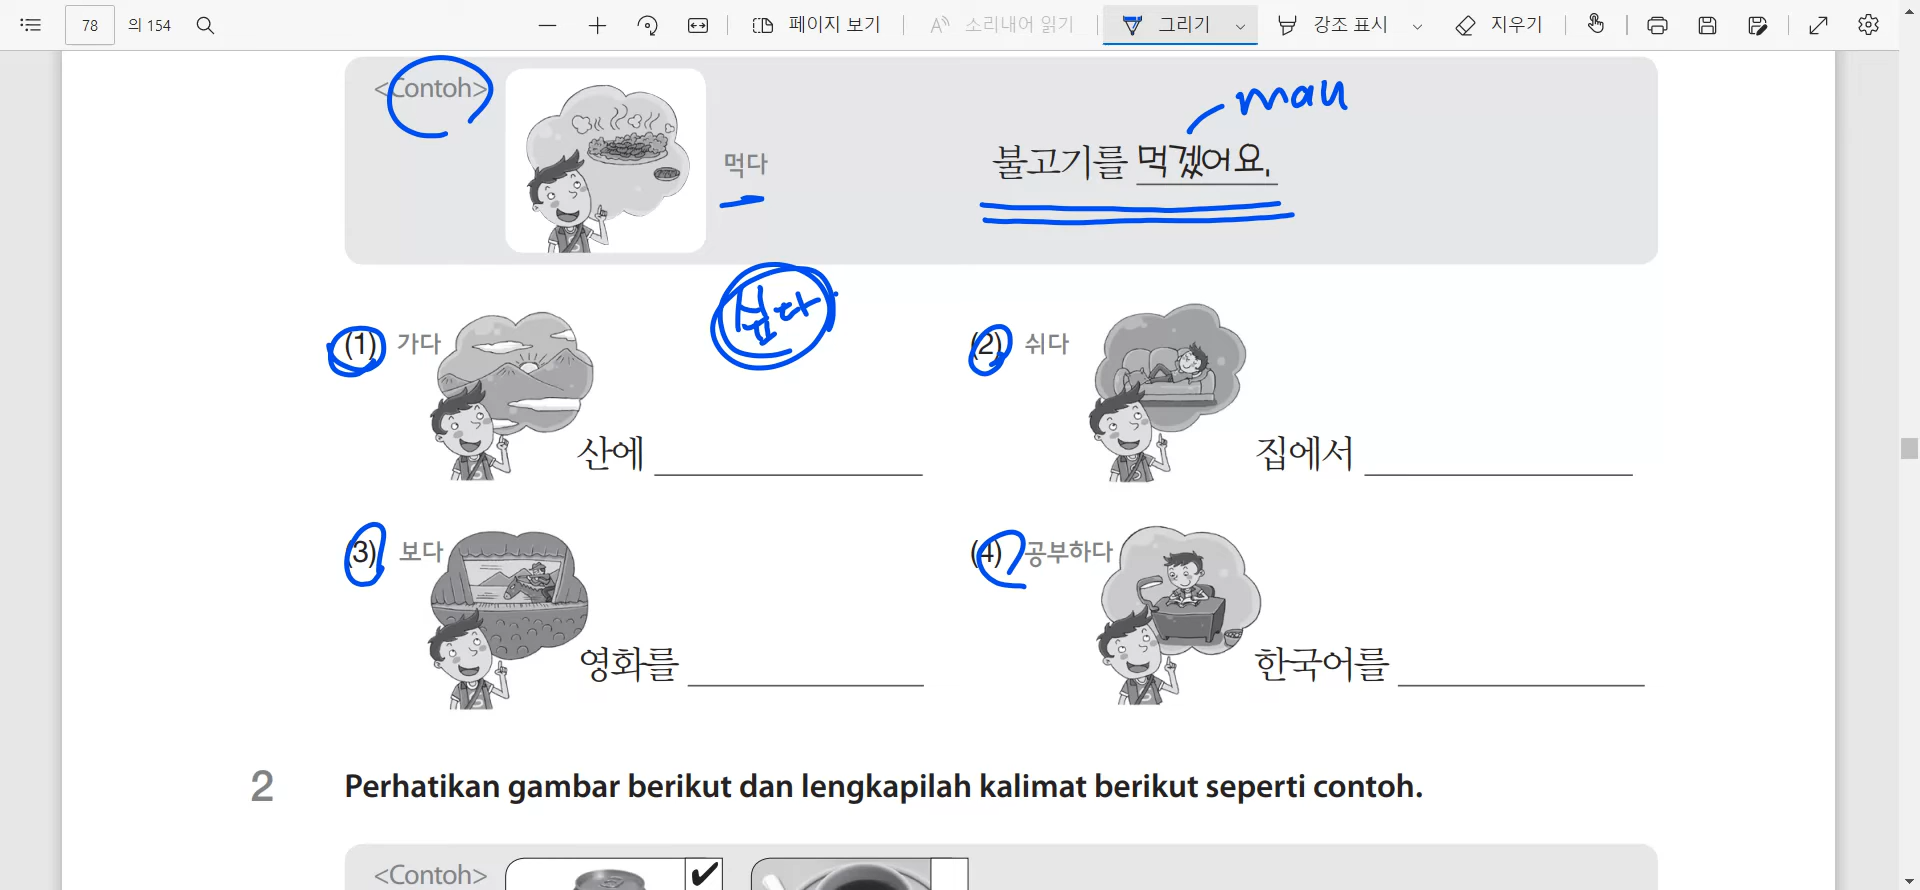 78 의 154 페이지 보기 소리내어 읽기 그리기 강조 표시 지우기
<Contoh>
mau
먹다
불고기를 먹겠어요.
싶다
(1) 가다
산에
(2) 쉬다
집에서
(3) 보다
영화를
(4) 공부하다
한국어를
2 Perhatikan gambar berikut dan lengkapilah kalimat berikut seperti contoh.
<Contoh>